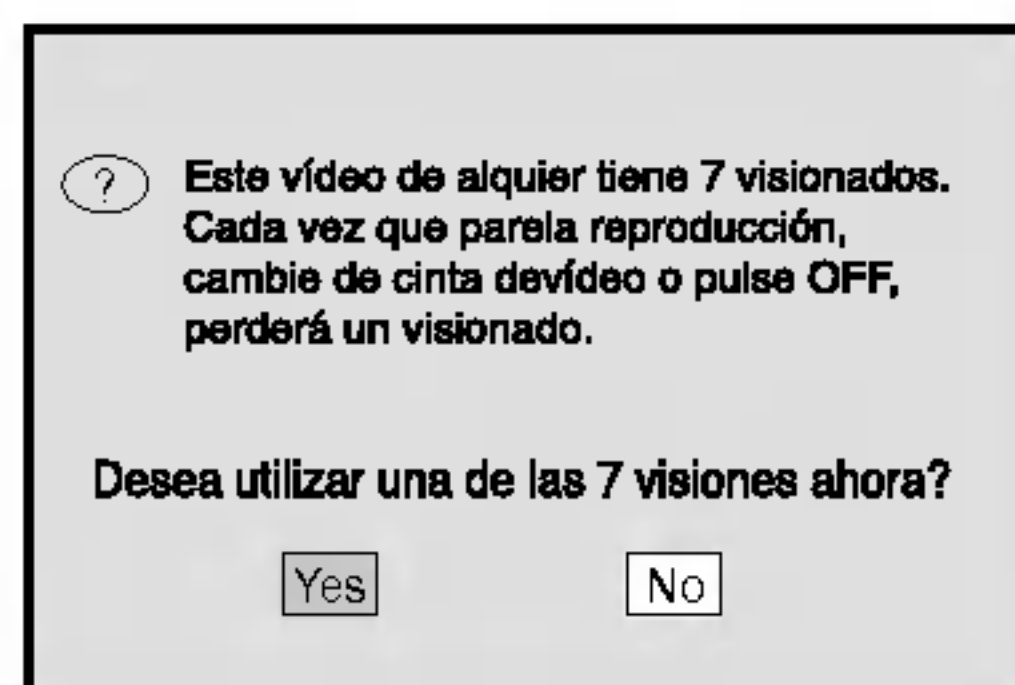 ? Este vídeo de alquier tiene 7 visionados.
Cada vez que parela reproducción,
cambie de cinta devídeo o pulse OFF,
perderá un visionado.
Desea utilizar una de las 7 visiones ahora?
Yes No